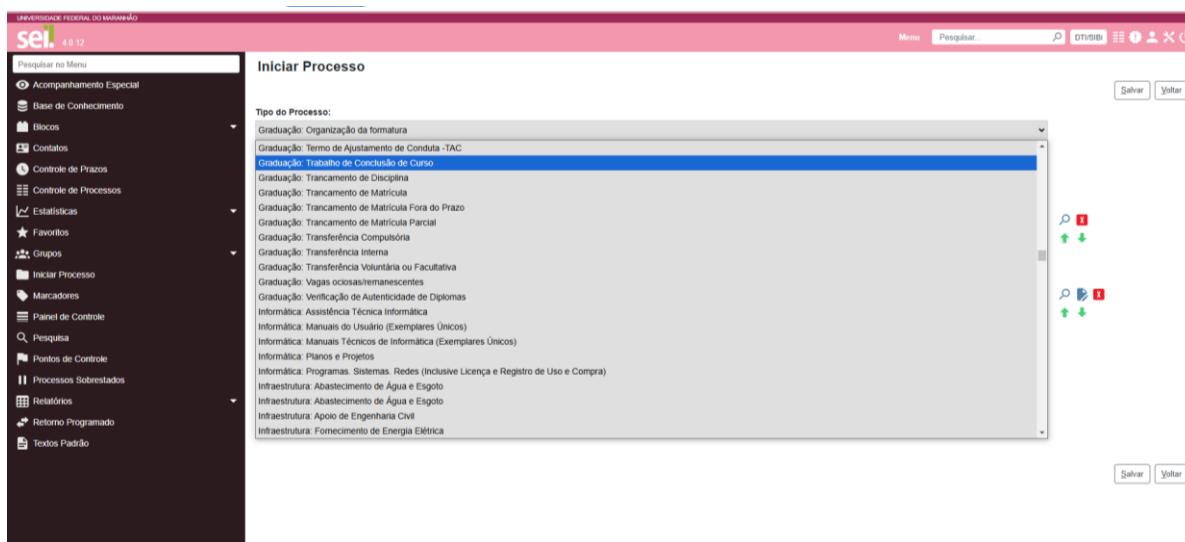 UNIVERSIDADE FEDERAL DO MARANHÃO
sei. 4.0.12
Menu Pesquisar... DTI/SIBI
Pesquisar no Menu
Acompanhamento Especial
Base de Conhecimento
Blocos
Contatos
Controle de Prazos
Controle de Processos
Estatísticas
Favoritos
Grupos
Iniciar Processo
Marcadores
Painel de Controle
Pesquisa
Pontos de Controle
Processos Sobrestados
Relatórios
Retorno Programado
Textos Padrão
Iniciar Processo
Salvar Voltar
Tipo do Processo:
Graduação: Organização da formatura
Graduação: Termo de Ajustamento de Conduta -TAC
Graduação: Trabalho de Conclusão de Curso
Graduação: Trancamento de Disciplina
Graduação: Trancamento de Matrícula
Graduação: Trancamento de Matrícula Fora do Prazo
Graduação: Trancamento de Matrícula Parcial
Graduação: Transferência Compulsória
Graduação: Transferência Interna
Graduação: Transferência Voluntária ou Facultativa
Graduação: Vagas ociosas/remanescentes
Graduação: Verificação de Autenticidade de Diplomas
Informática: Assistência Técnica Informática
Informática: Manuais do Usuário (Exemplares Únicos)
Informática: Manuais Técnicos de Informática (Exemplares Únicos)
Informática: Planos e Projetos
Informática: Programas. Sistemas. Redes (Inclusive Licença e Registro de Uso e Compra)
Infraestrutura: Abastecimento de Água e Esgoto
Infraestrutura: Abastecimento de Água e Esgoto
Infraestrutura: Apoio de Engenharia Civil
Infraestrutura: Fornecimento de Energia Elétrica
Salvar Voltar